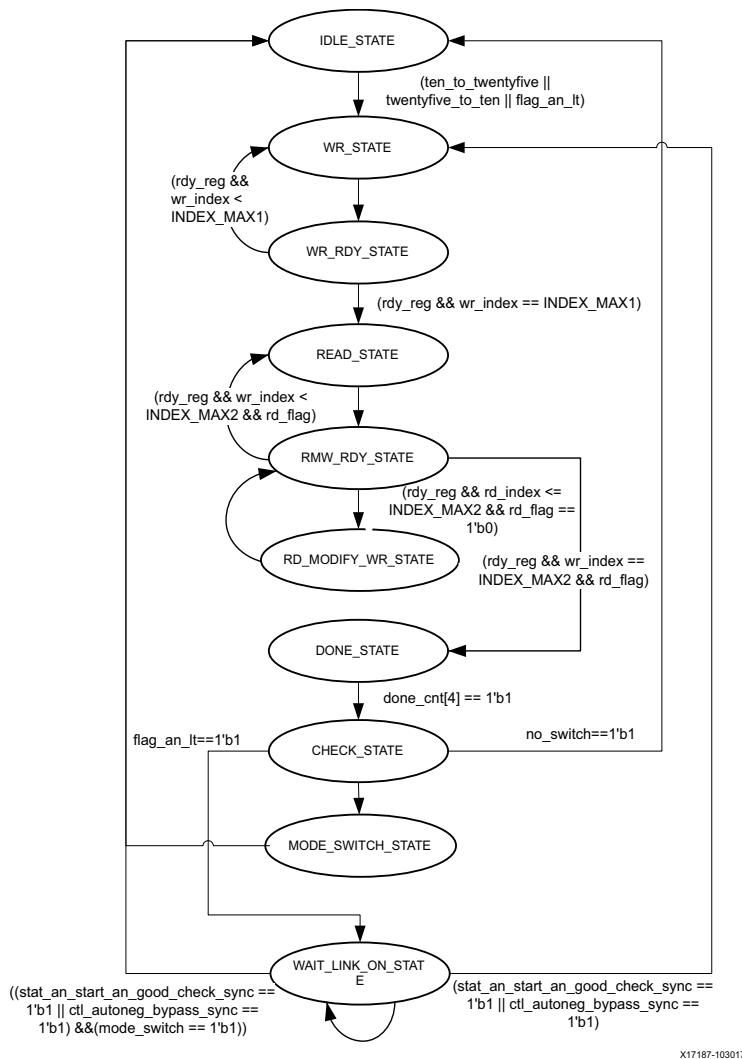 IDLE_STATE
(ten_to_twentyfive ||
twentyfive_to_ten || flag_an_lt)
WR_STATE
(rdy_reg &&
wr_index <
INDEX_MAX1)
WR_RDY_STATE
(rdy_reg && wr_index == INDEX_MAX1)
READ_STATE
(rdy_reg && wr_index <
INDEX_MAX2 && rd_flag)
RMW_RDY_STATE
(rdy_reg && rd_index <=
INDEX_MAX2 && rd_flag ==
1'b0)
RD_MODIFY_WR_STATE
(rdy_reg && wr_index ==
INDEX_MAX2 && rd_flag)
DONE_STATE
done_cnt[4] == 1'b1
flag_an_lt==1'b1
no_switch==1'b1
CHECK_STATE
MODE_SWITCH_STATE
WAIT_LINK_ON_STAT
E
((stat_an_start_an_good_check_sync ==
1'b1 || ctl_autoneg_bypass_sync ==
1'b1) &&(mode_switch == 1'b1))
(stat_an_start_an_good_check_sync ==
1'b1 || ctl_autoneg_bypass_sync ==
1'b1)
X17187-103017